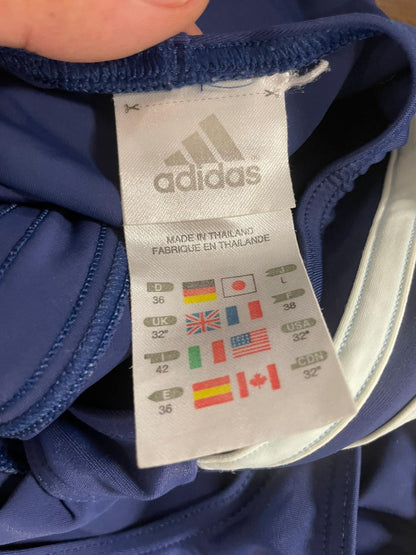 adidas
MADE IN THAILAND
FABRIQUE EN THAILANDE
D J
36 L
UK F
32" 38
I USA
42 32"
E CDN
36 32"